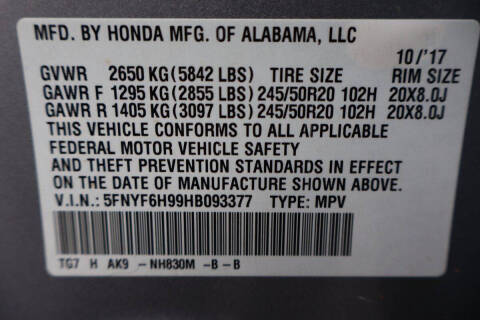 MFD. BY HONDA MFG. OF ALABAMA, LLC
10/'17
GVWR 2650 KG (5842 LBS) TIRE SIZE RIM SIZE
GAWR F 1295 KG (2855 LBS) 245/50R20 102H 20X8.0J
GAWR R 1405 KG (3097 LBS) 245/50R20 102H 20X8.0J
THIS VEHICLE CONFORMS TO ALL APPLICABLE
FEDERAL MOTOR VEHICLE SAFETY
AND THEFT PREVENTION STANDARDS IN EFFECT
ON THE DATE OF MANUFACTURE SHOWN ABOVE.
V.I.N.: 5FNYF6H99HB093377 TYPE: MPV
TG7 H AK9 - NH830M - B - B